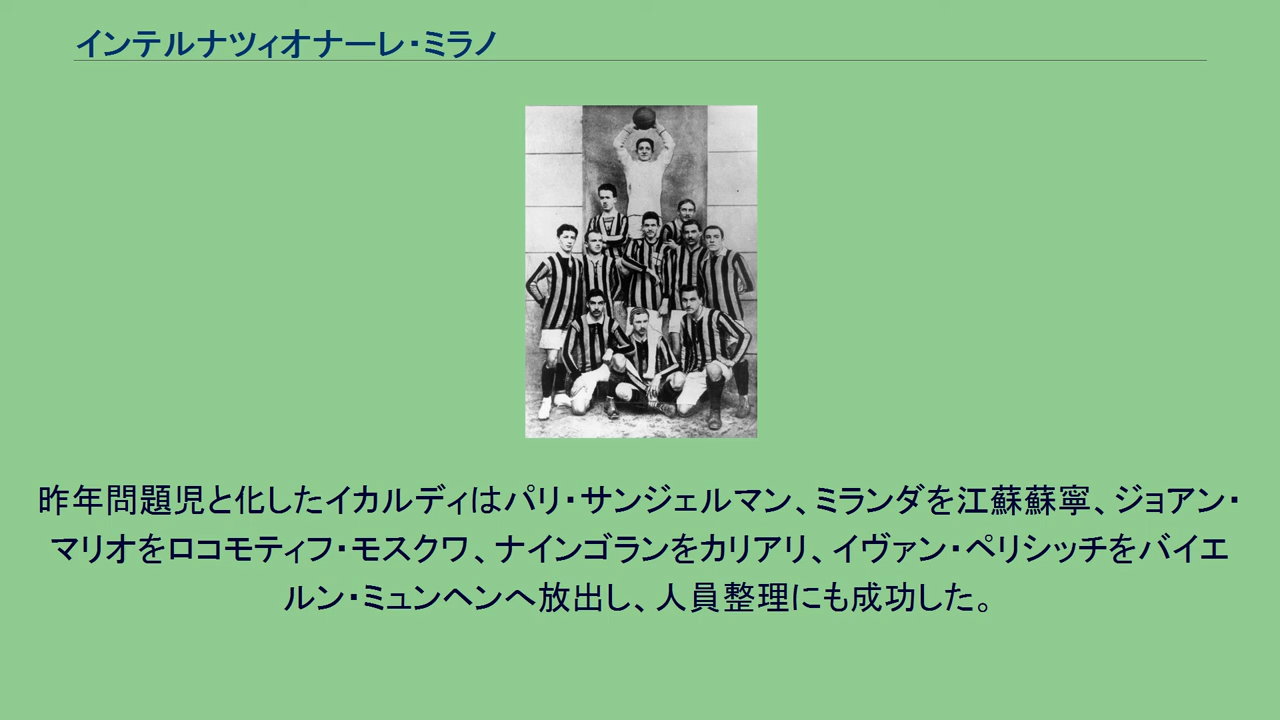 インテルナツィオナーレ・ミラノ
昨年問題児と化したイカルディはパリ・サンジェルマン、ミランダを江蘇蘇寧、ジョアン・
マリオをロコモティフ・モスクワ、ナインゴランをカリアリ、イヴァン・ペリシッチをバイエ
ルン・ミュンヘンへ放出し、人員整理にも成功した。